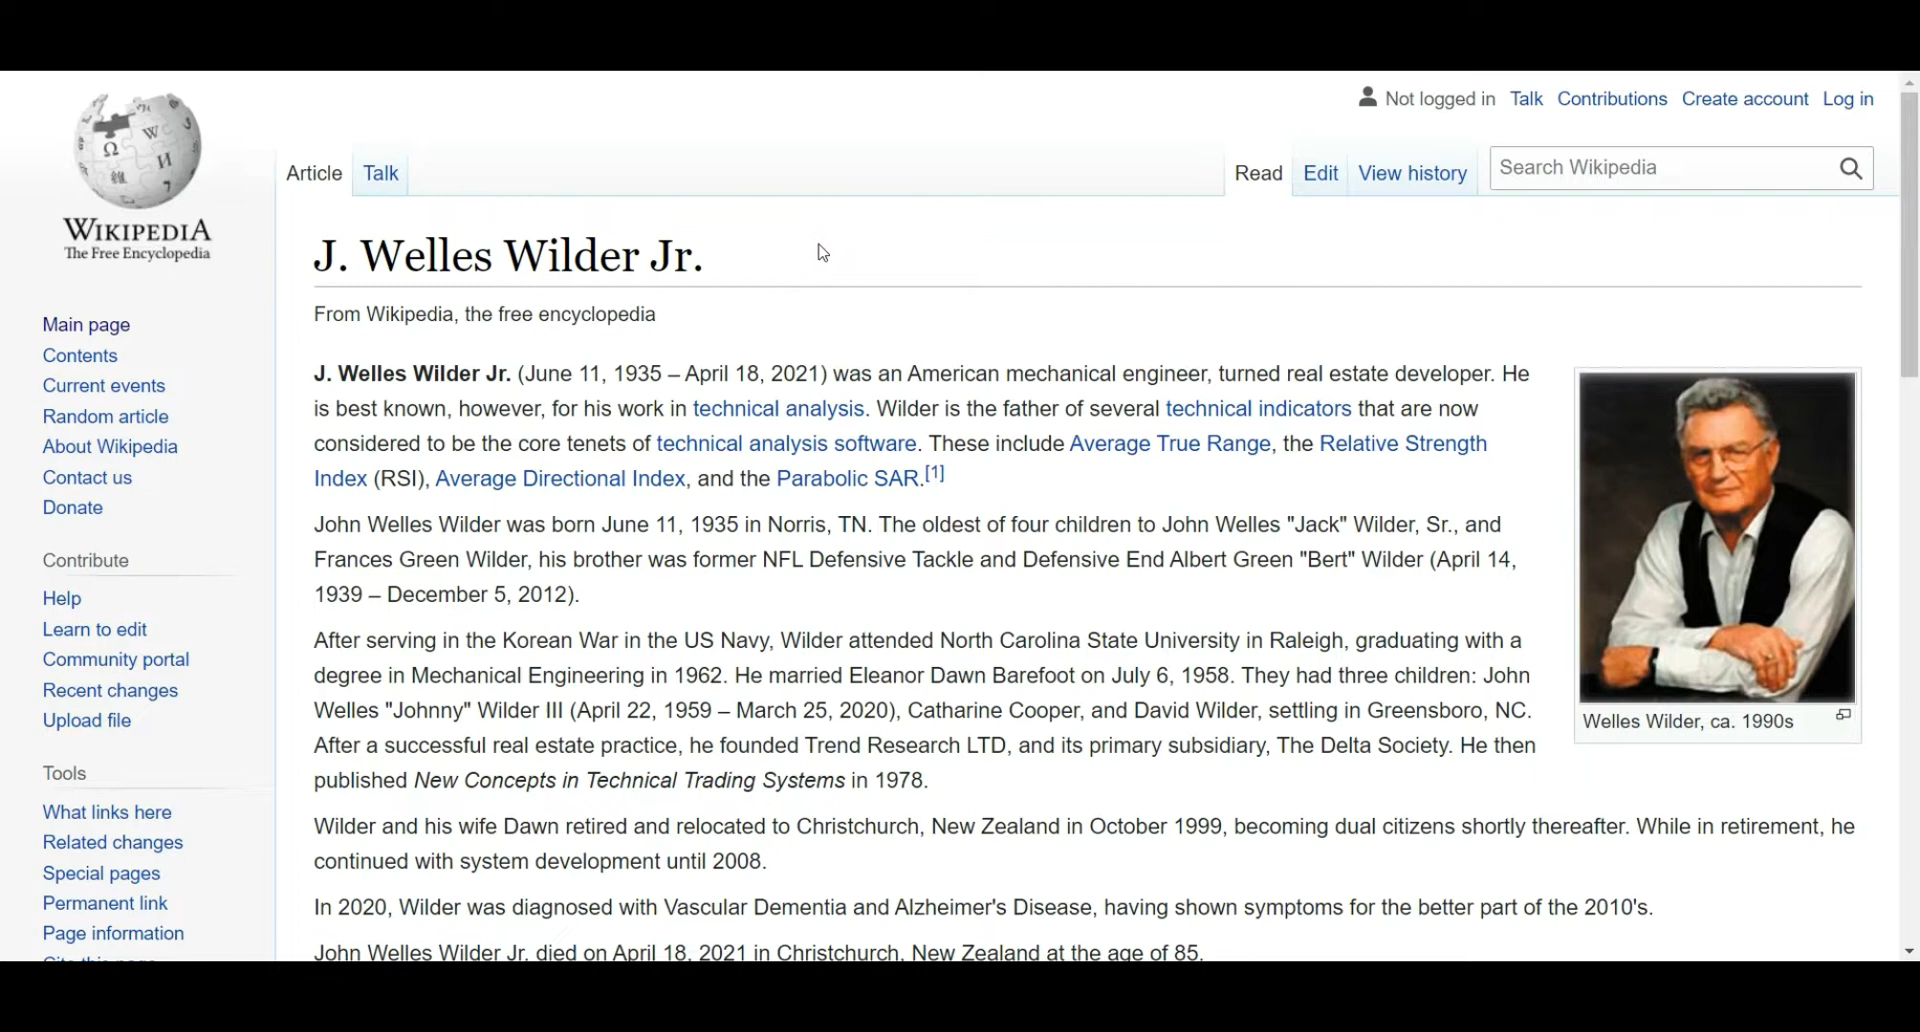 Not logged in Talk Contributions Create account Log in
Article Talk Read Edit View history Search Wikipedia
WIKIPEDIA
The Free Encyclopedia
Main page
Contents
Current events
Random article
About Wikipedia
Contact us
Donate
Contribute
Help
Learn to edit
Community portal
Recent changes
Upload file
Tools
What links here
Related changes
Special pages
Permanent link
Page information
J. Welles Wilder Jr.
From Wikipedia, the free encyclopedia
J. Welles Wilder Jr. (June 11, 1935 – April 18, 2021) was an American mechanical engineer, turned real estate developer. He
is best known, however, for his work in technical analysis. Wilder is the father of several technical indicators that are now
considered to be the core tenets of technical analysis software. These include Average True Range, the Relative Strength
Index (RSI), Average Directional Index, and the Parabolic SAR.[1]
John Welles Wilder was born June 11, 1935 in Norris, TN. The oldest of four children to John Welles "Jack" Wilder, Sr., and
Frances Green Wilder, his brother was former NFL Defensive Tackle and Defensive End Albert Green "Bert" Wilder (April 14,
1939 – December 5, 2012).
After serving in the Korean War in the US Navy, Wilder attended North Carolina State University in Raleigh, graduating with a
degree in Mechanical Engineering in 1962. He married Eleanor Dawn Barefoot on July 6, 1958. They had three children: John
Welles "Johnny" Wilder III (April 22, 1959 – March 25, 2020), Catharine Cooper, and David Wilder, settling in Greensboro, NC.
After a successful real estate practice, he founded Trend Research LTD, and its primary subsidiary, The Delta Society. He then
published New Concepts in Technical Trading Systems in 1978.
Welles Wilder, ca. 1990s
Wilder and his wife Dawn retired and relocated to Christchurch, New Zealand in October 1999, becoming dual citizens shortly thereafter. While in retirement, he
continued with system development until 2008.
In 2020, Wilder was diagnosed with Vascular Dementia and Alzheimer's Disease, having shown symptoms for the better part of the 2010's.
John Welles Wilder Jr. died on April 18, 2021 in Christchurch, New Zealand at the age of 85.